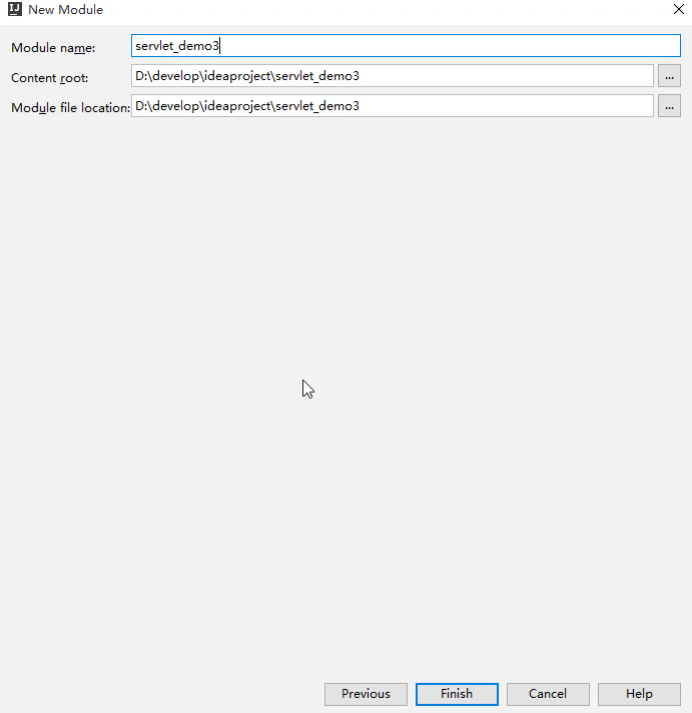 New Module
Module name: servlet_demo3
Content root: D:\develop\ideaproject\servlet_demo3 ...
Module file location: D:\develop\ideaproject\servlet_demo3 ...
Previous Finish Cancel Help